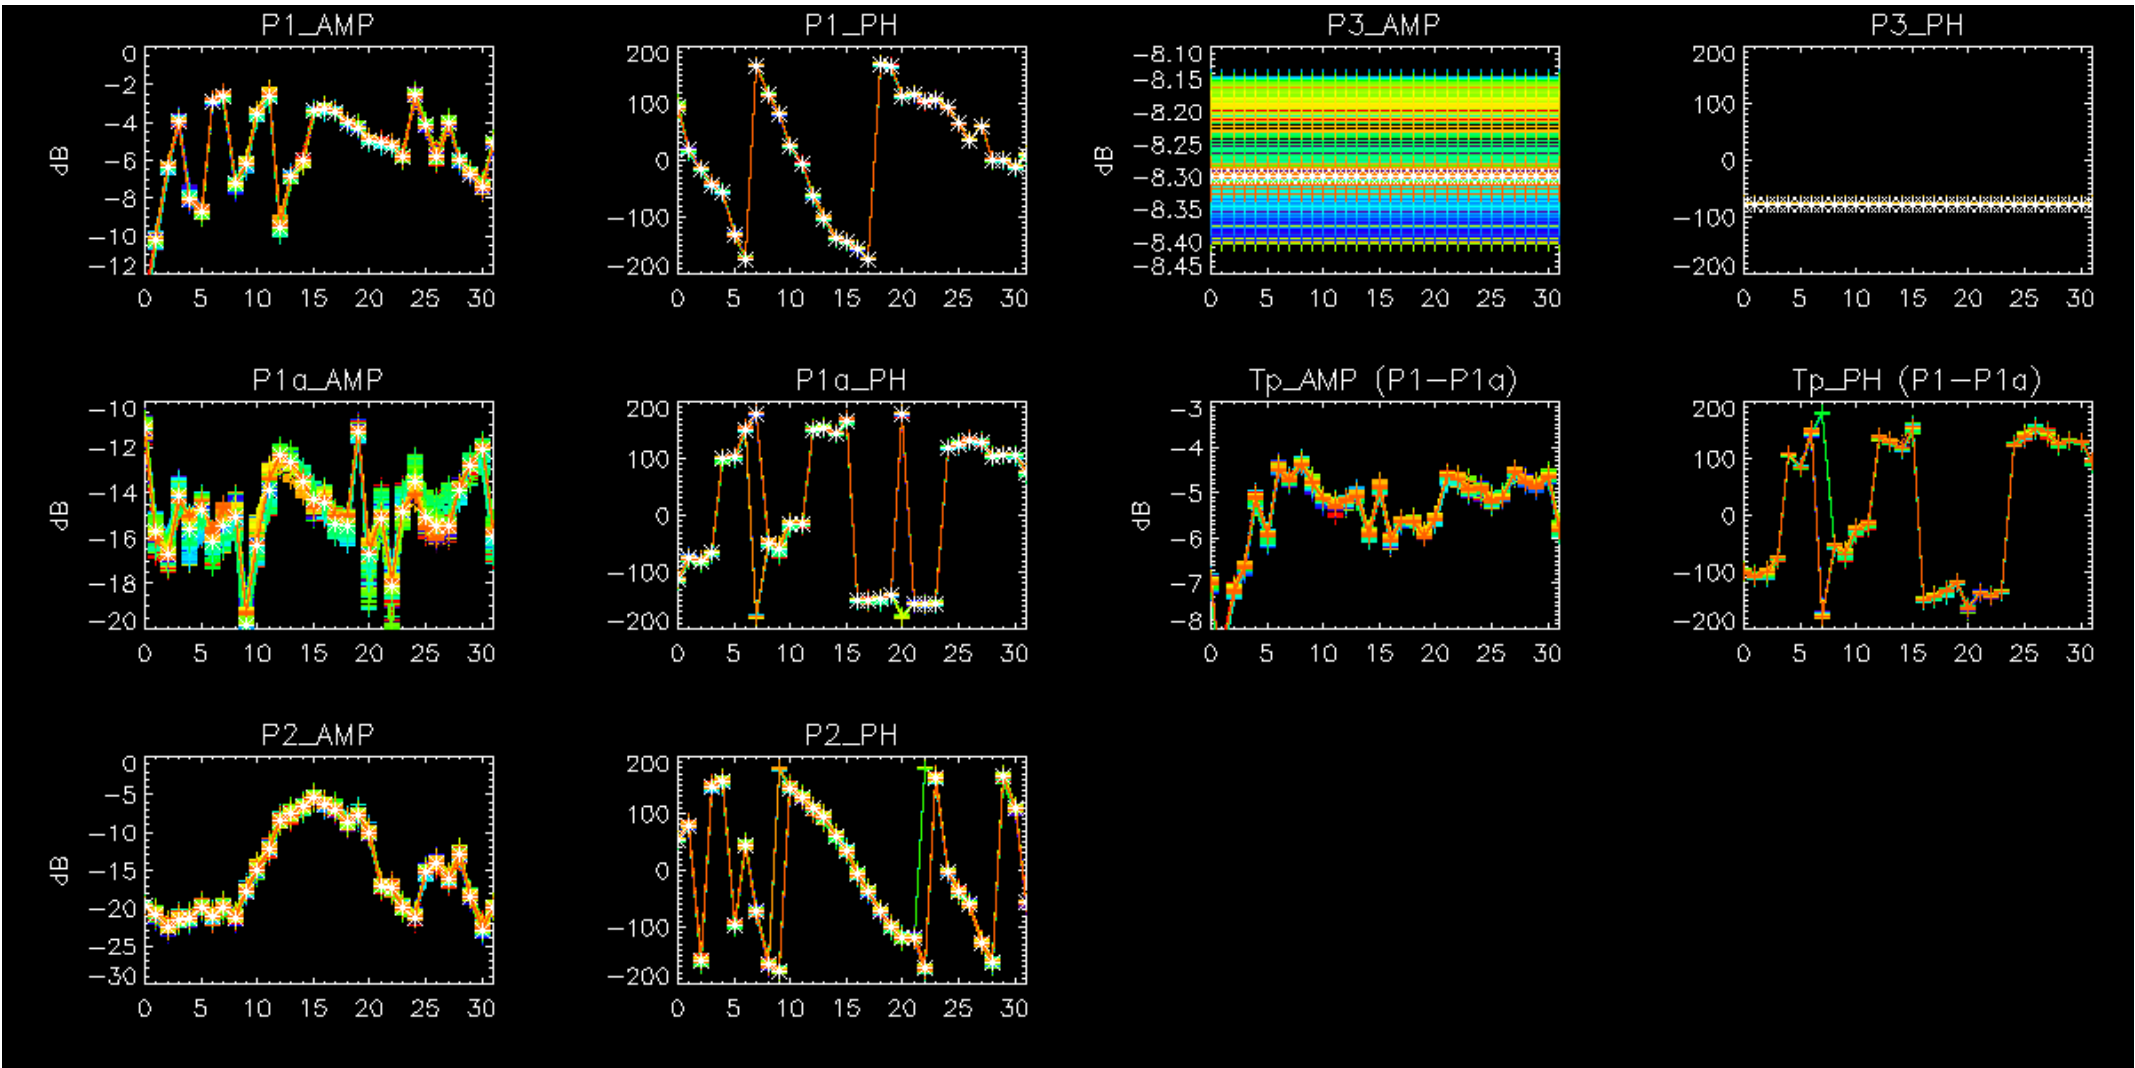 P1_AMP
P1_PH
P3_AMP
P3_PH
0
−2
−4
−6
−8
−10
−12
dB
0 5 10 15 20 25 30
200
100
0
−100
−200
0 5 10 15 20 25 30
−8.10
−8.15
−8.20
−8.25
−8.30
−8.35
−8.40
−8.45
dB
0 5 10 15 20 25 30
200
100
0
−100
−200
0 5 10 15 20 25 30
P1a_AMP
P1a_PH
Tp_AMP (P1−P1a)
Tp_PH (P1−P1a)
−10
−12
−14
−16
−18
−20
dB
0 5 10 15 20 25 30
200
100
0
−100
−200
0 5 10 15 20 25 30
−3
−4
−5
−6
−7
−8
dB
0 5 10 15 20 25 30
200
100
0
−100
−200
0 5 10 15 20 25 30
P2_AMP
P2_PH
0
−5
−10
−15
−20
−25
−30
dB
0 5 10 15 20 25 30
200
100
0
−100
−200
0 5 10 15 20 25 30